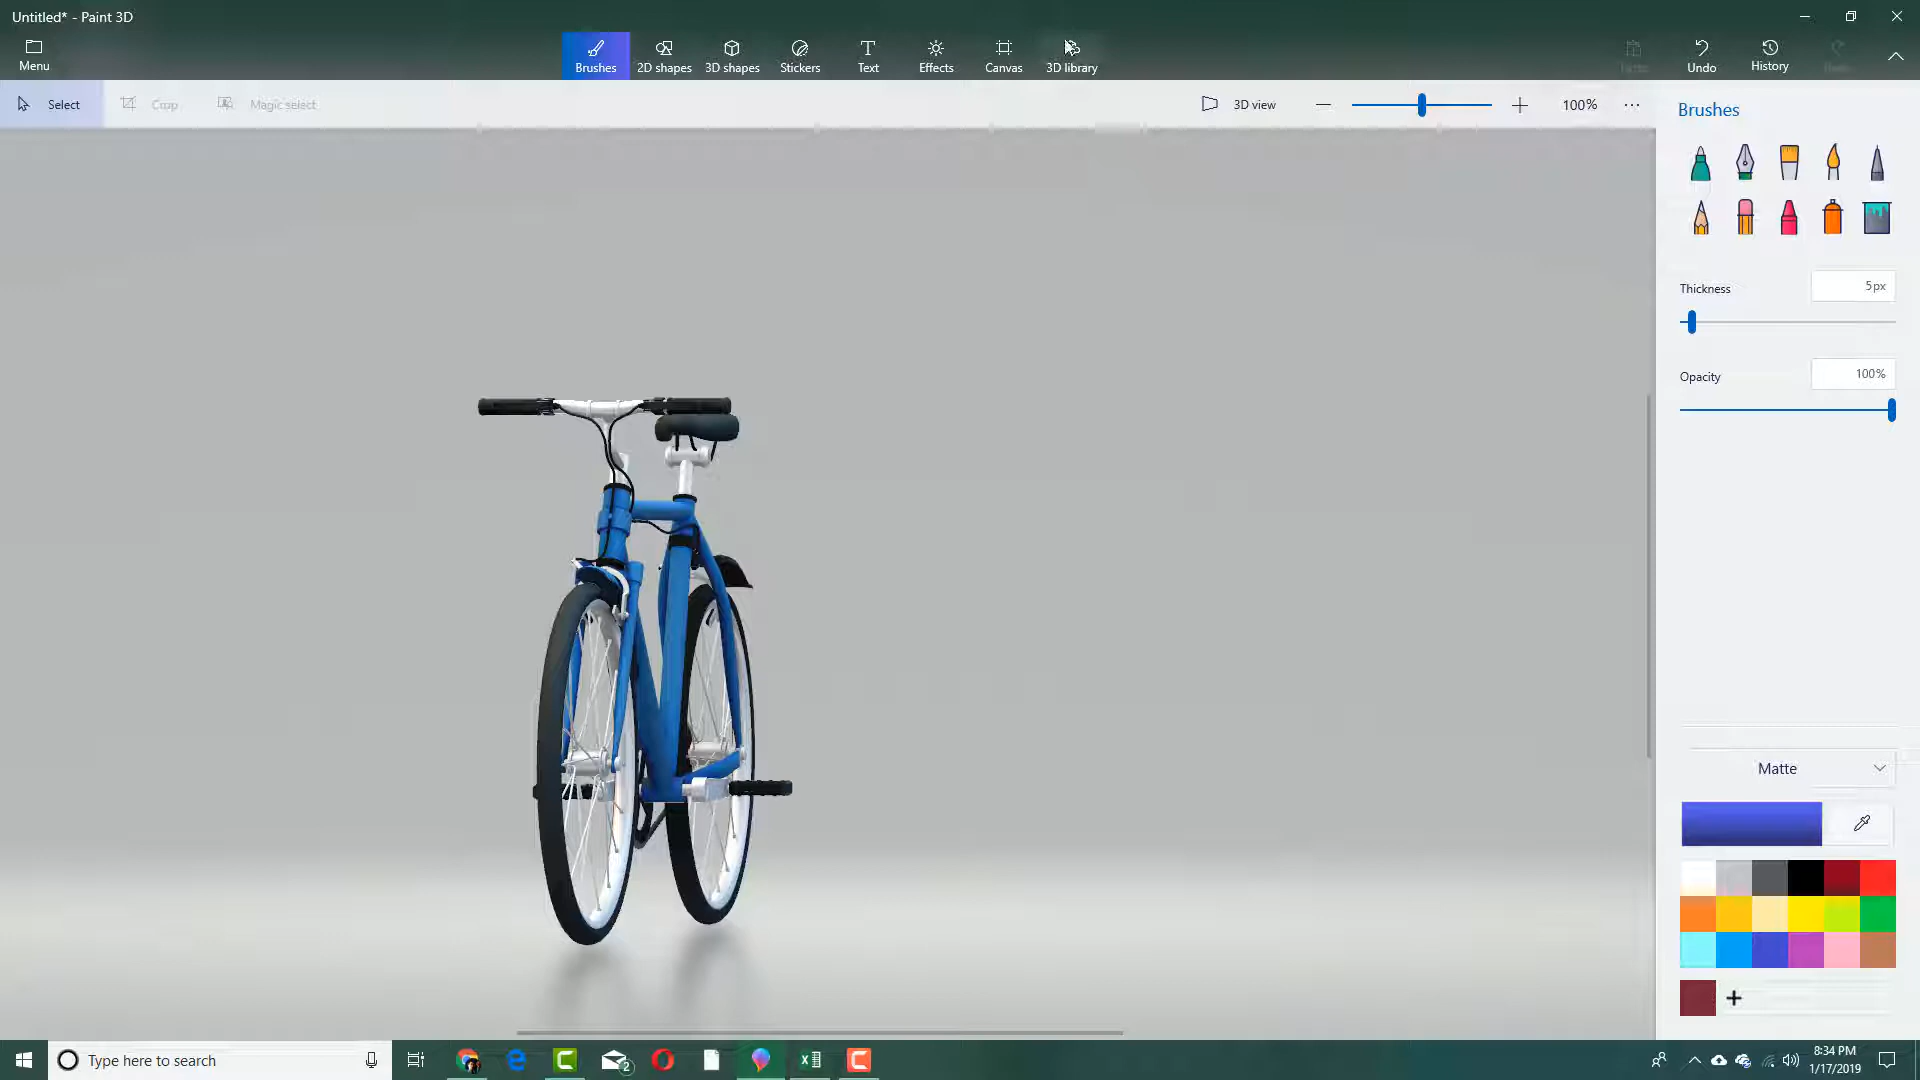 Untitled* - Paint 3D
Menu
Brushes
2D shapes
3D shapes
Stickers
Text
Effects
Canvas
3D library
Undo
History
Select
Crop
Magic select
3D view
100%
Brushes
Thickness
5px
Opacity
100%
Matte
Type here to search
2
8:34 PM
1/17/2019